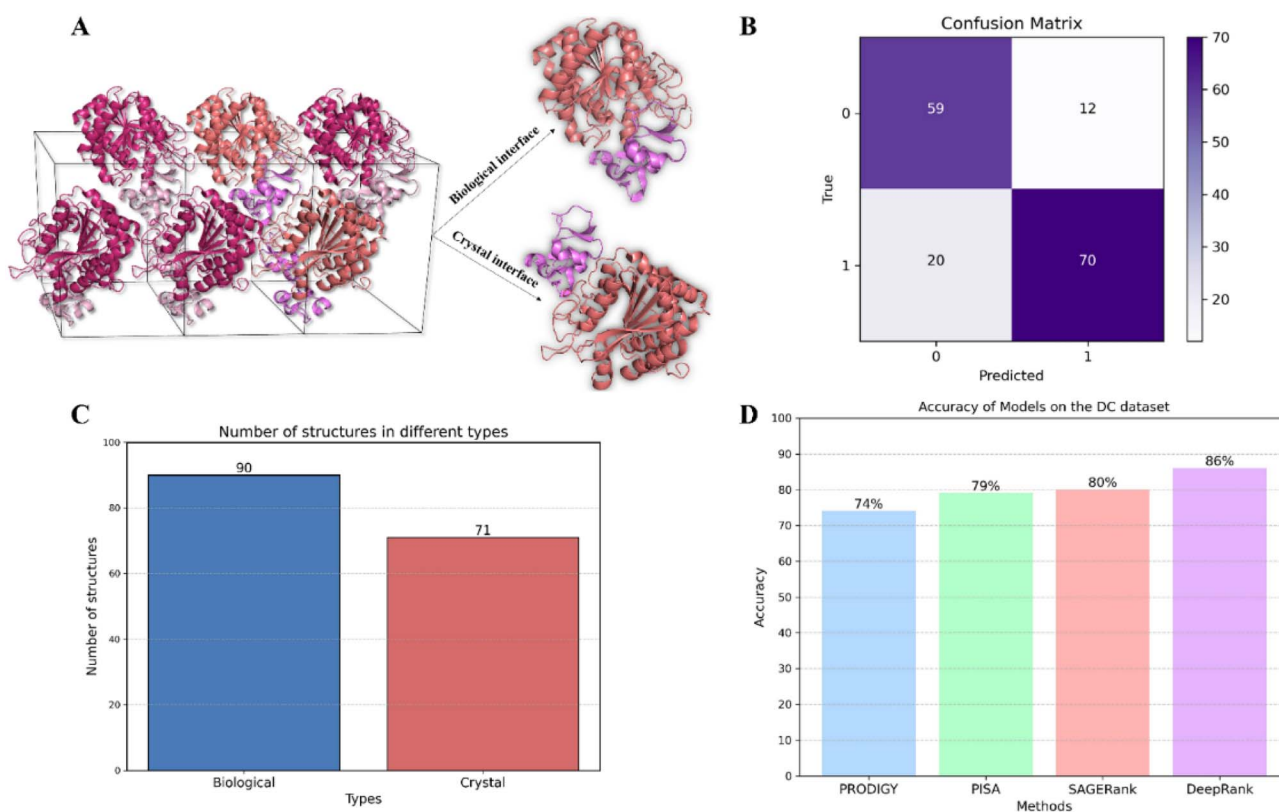 A
Biological interface
Crystal interface
B
Confusion Matrix
0
1
True
59
12
20
70
0
1
Predicted
70
60
50
40
30
20
C
Number of structures in different types
100
80
60
40
20
0
Number of structures
90
71
Biological
Crystal
Types
D
Accuracy of Models on the DC dataset
100
90
80
70
60
50
40
30
20
10
0
Accuracy
74%
79%
80%
86%
PRODIGY
PISA
SAGERank
DeepRank
Methods